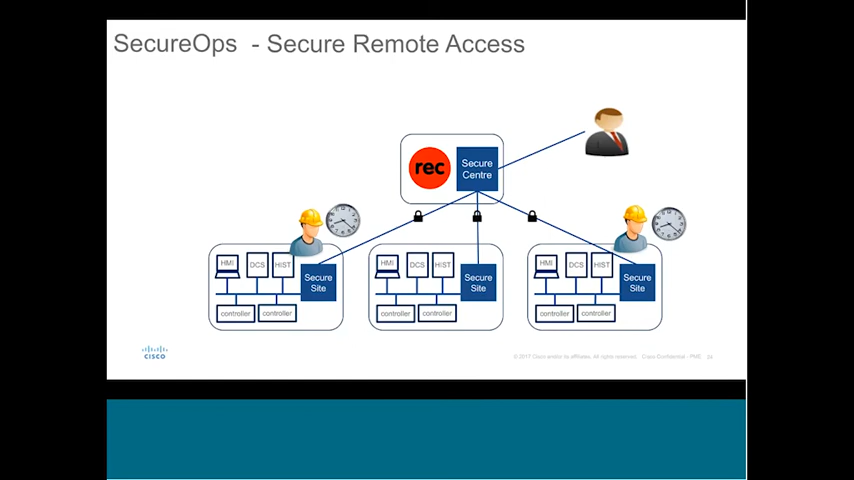 SecureOps - Secure Remote Access
rec
Secure
Centre
HMI
DCS
HIST
Secure
Site
controller
controller
HMI
DCS
HIST
Secure
Site
controller
controller
HMI
DCS
HIST
Secure
Site
controller
controller
CISCO
© 2017 Cisco and/or its affiliates. All rights reserved. Cisco Confidential - PME